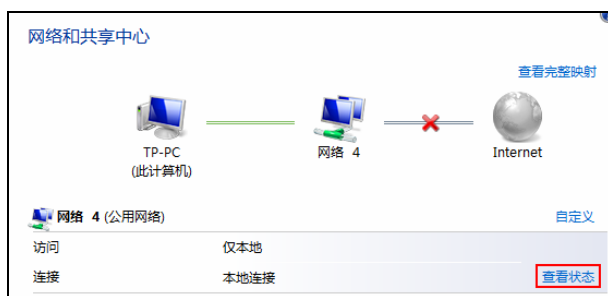 网络和共享中心
查看完整映射
TP-PC
(此计算机)
网络 4
Internet
网络 4 (公用网络) 自定义
访问 仅本地
连接 本地连接 查看状态